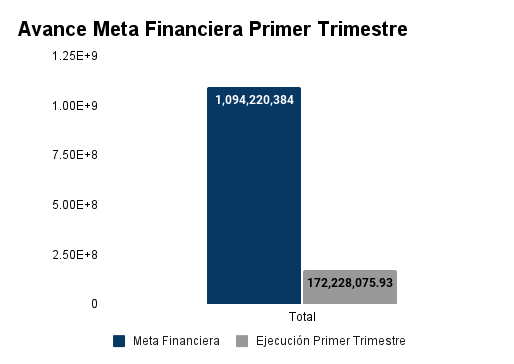 Avance Meta Financiera Primer Trimestre
1.25E+9
1.00E+9
7.50E+8
5.00E+8
2.50E+8
0
1,094,220,384
172,228,075.93
Total
Meta Financiera
Ejecución Primer Trimestre